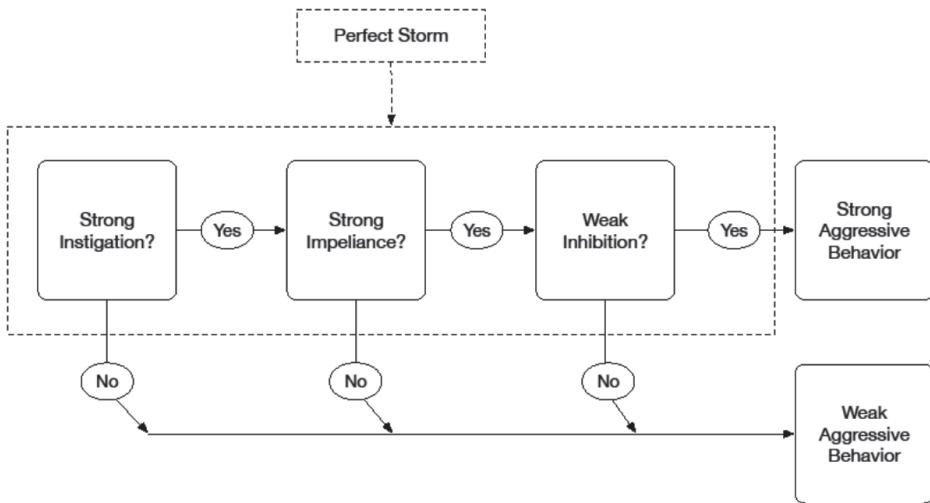 Perfect Storm
Strong
Instigation?
Yes
Strong
Impeliance?
Yes
Weak
Inhibition?
Yes
Strong
Aggressive
Behavior
No
No
No
Weak
Aggressive
Behavior